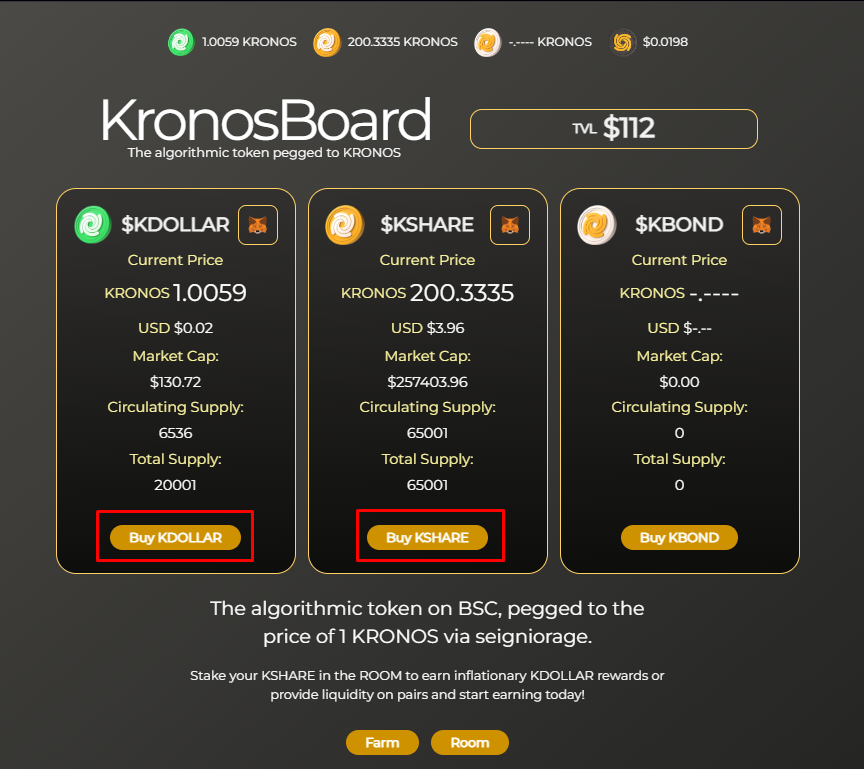 1.0059 KRONOS 200.3335 KRONOS -.---- KRONOS $0.0198
KronosBoard
The algorithmic token pegged to KRONOS
TVL $112
$KDOLLAR
Current Price
KRONOS 1.0059
USD $0.02
Market Cap:
$130.72
Circulating Supply:
6536
Total Supply:
20001
Buy KDOLLAR
$KSHARE
Current Price
KRONOS 200.3335
USD $3.96
Market Cap:
$257403.96
Circulating Supply:
65001
Total Supply:
65001
Buy KSHARE
$KBOND
Current Price
KRONOS -.----
USD $-.--
Market Cap:
$0.00
Circulating Supply:
0
Total Supply:
0
Buy KBOND
The algorithmic token on BSC, pegged to the
price of 1 KRONOS via seigniorage.
Stake your KSHARE in the ROOM to earn inflationary KDOLLAR rewards or
provide liquidity on pairs and start earning today!
Farm Room